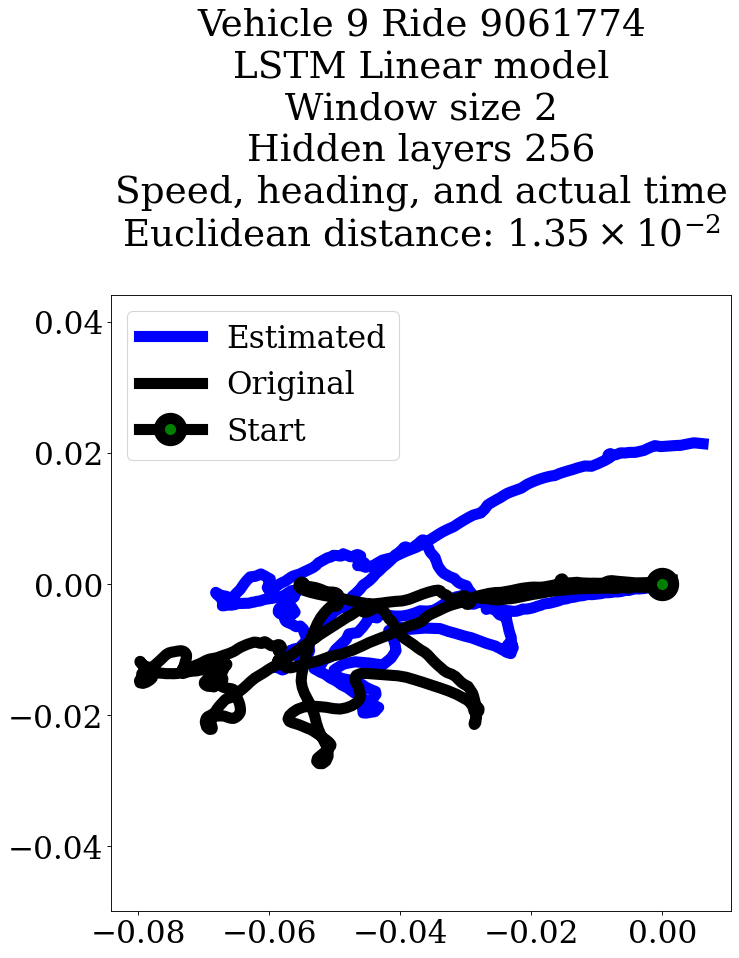 Vehicle 9 Ride 9061774
LSTM Linear model
Window size 2
Hidden layers 256
Speed, heading, and actual time
Euclidean distance: 1.35 × 10⁻²
Estimated
Original
Start
0.04
0.02
0.00
−0.02
−0.04
−0.08 −0.06 −0.04 −0.02 0.00